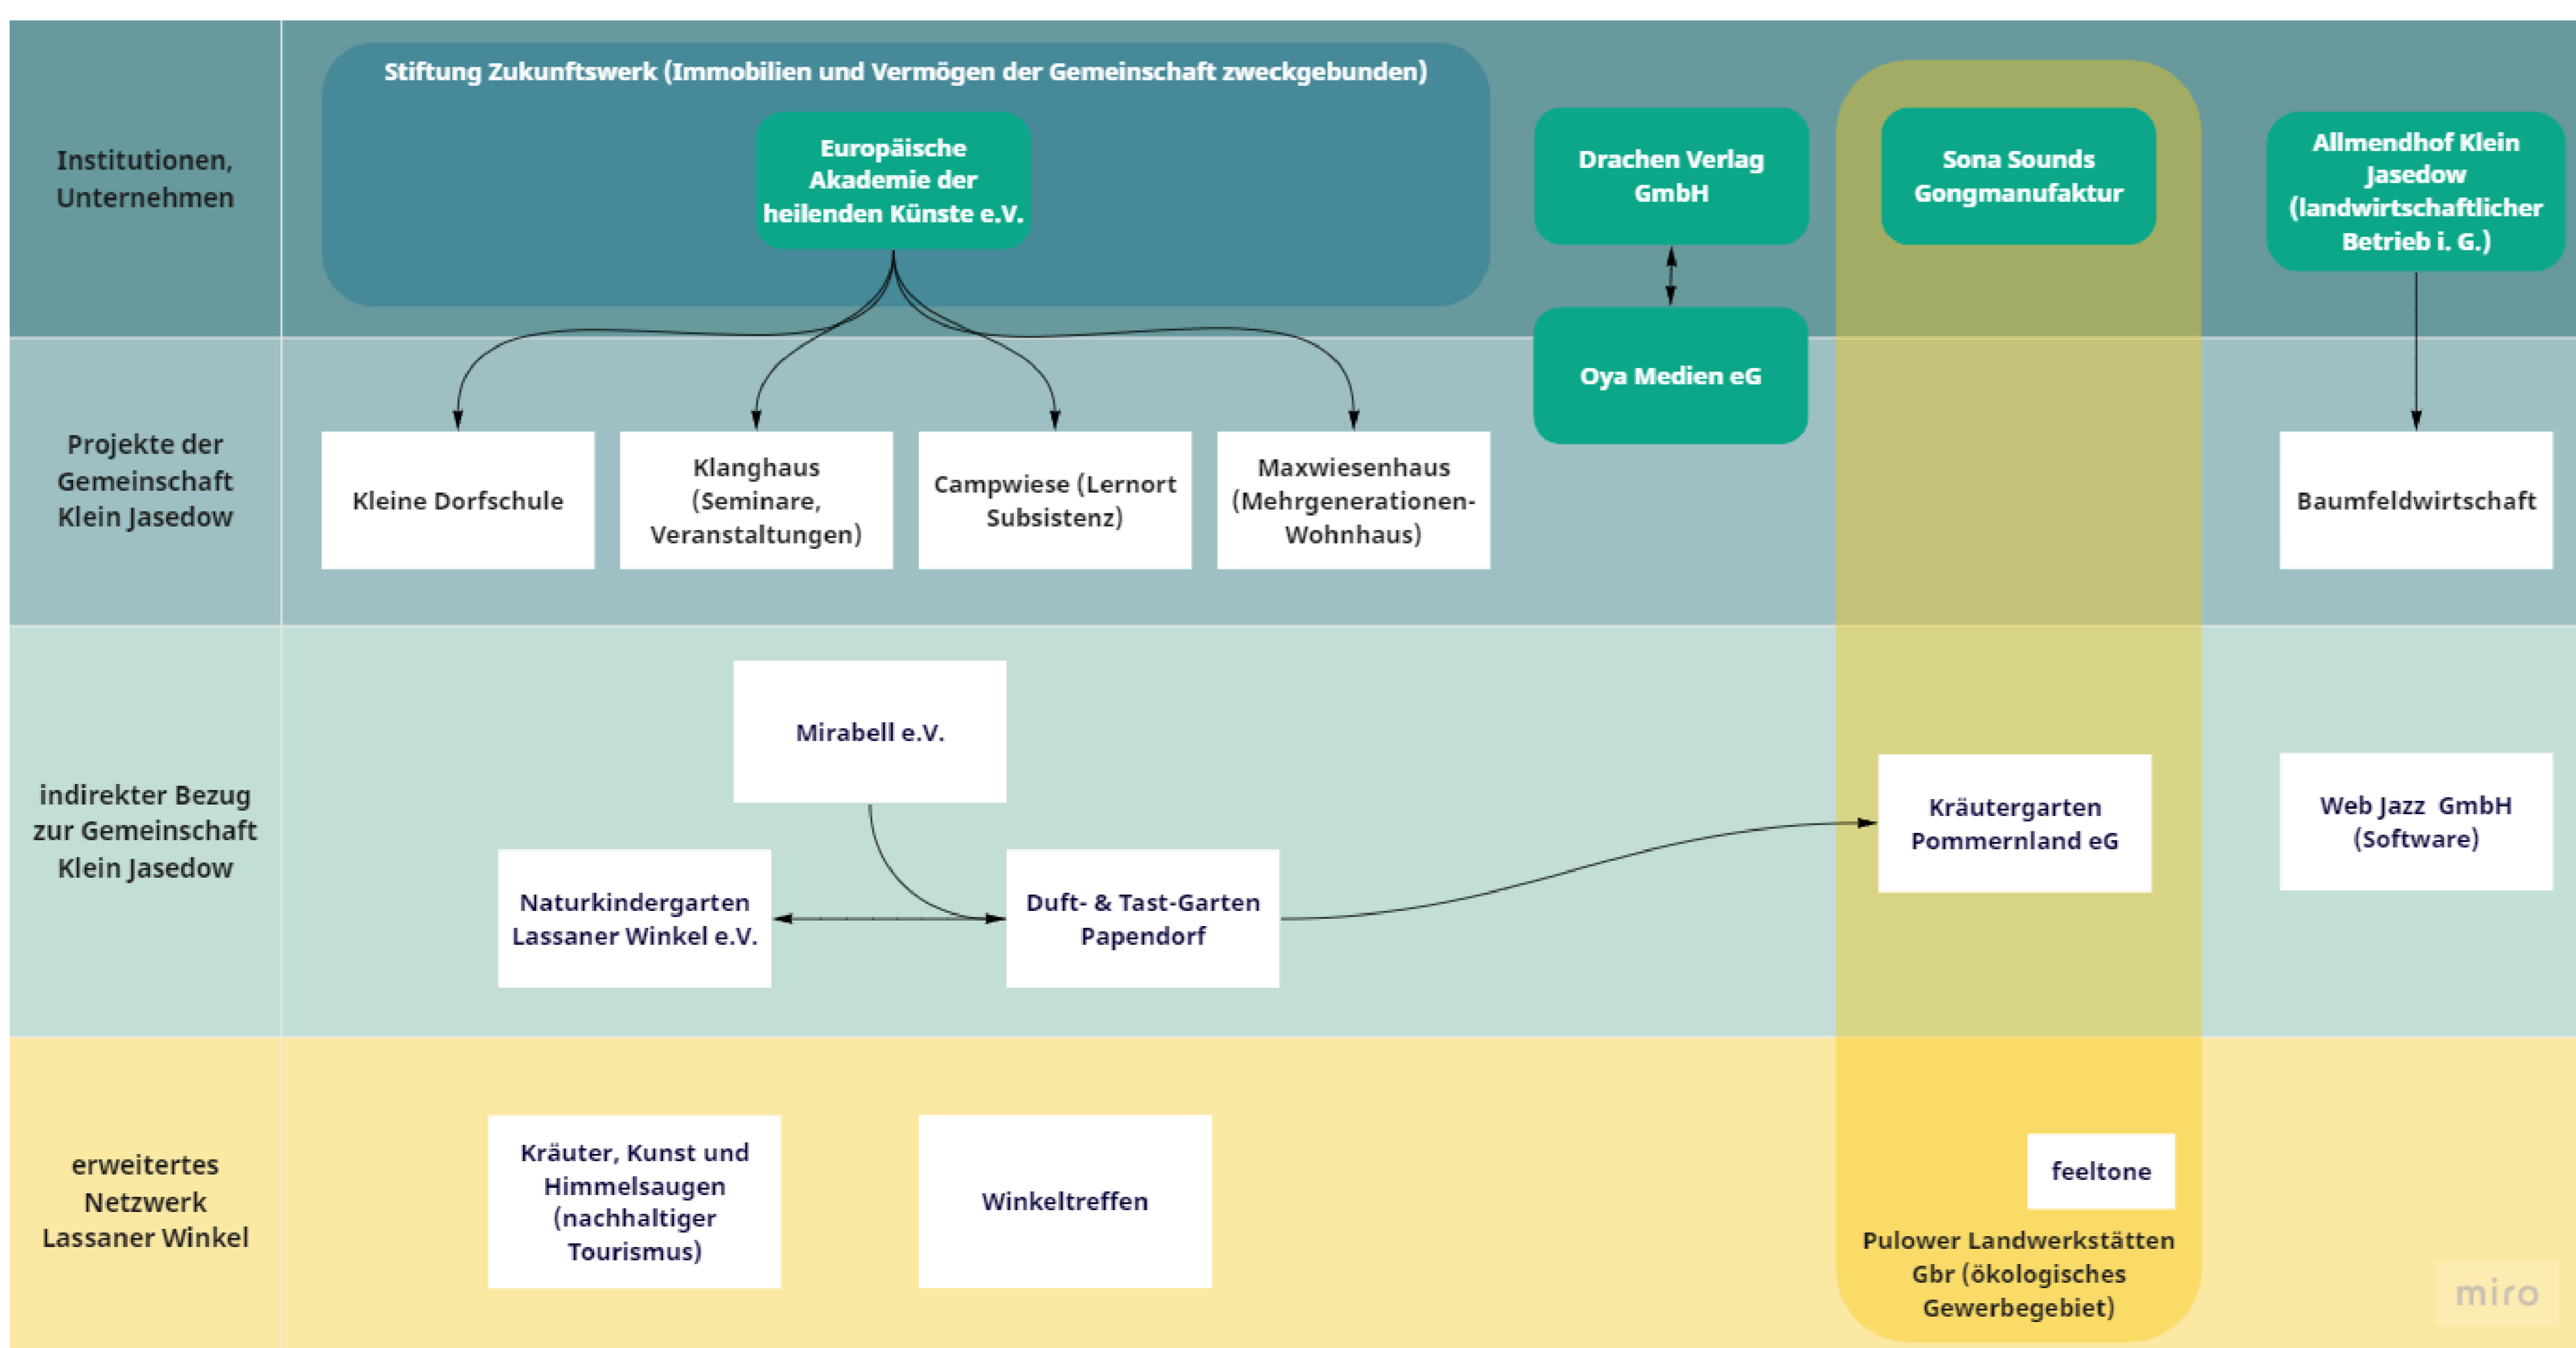 Stiftung Zukunftswerk (Immobilien und Vermögen der Gemeinschaft zweckgebunden)
Institutionen,
Unternehmen
Europäische
Akademie der
heilenden Künste e.V.
Drachen Verlag
GmbH
Sona Sounds
Gongmanufaktur
Allmendhof Klein
Jasedow
(landwirtschaftlicher
Betrieb i. G.)
Oya Medien eG
Projekte der
Gemeinschaft
Klein Jasedow
Kleine Dorfschule
Klanghaus
(Seminare,
Veranstaltungen)
Campwiese (Lernort
Subsistenz)
Maxwiesenhaus
(Mehrgenerationen-
Wohnhaus)
Baumfeldwirtschaft
indirekter Bezug
zur Gemeinschaft
Klein Jasedow
Mirabell e.V.
Naturkindergarten
Lassaner Winkel e.V.
Duft- & Tast-Garten
Papendorf
Kräutergarten
Pommernland eG
Web Jazz GmbH
(Software)
erweitertes
Netzwerk
Lassaner Winkel
Kräuter, Kunst und
Himmelsaugen
(nachhaltiger
Tourismus)
Winkeltreffen
feeltone
Pulower Landwerkstätten
Gbr (ökologisches
Gewerbegebiet)
miro